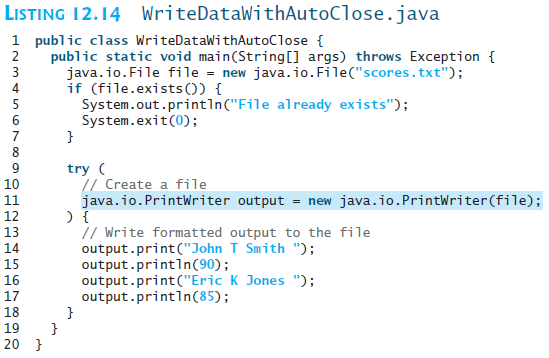 LISTING 12.14 WriteDataWithAutoClose.java
1 public class WriteDataWithAutoClose {
2 public static void main(String[] args) throws Exception {
3 java.io.File file = new java.io.File("scores.txt");
4 if (file.exists()) {
5 System.out.println("File already exists");
6 System.exit(0);
7 }
8
9 try (
10 // Create a file
11 java.io.PrintWriter output = new java.io.PrintWriter(file);
12 ) {
13 // Write formatted output to the file
14 output.print("John T Smith ");
15 output.println(90);
16 output.print("Eric K Jones ");
17 output.println(85);
18 }
19 }
20 }